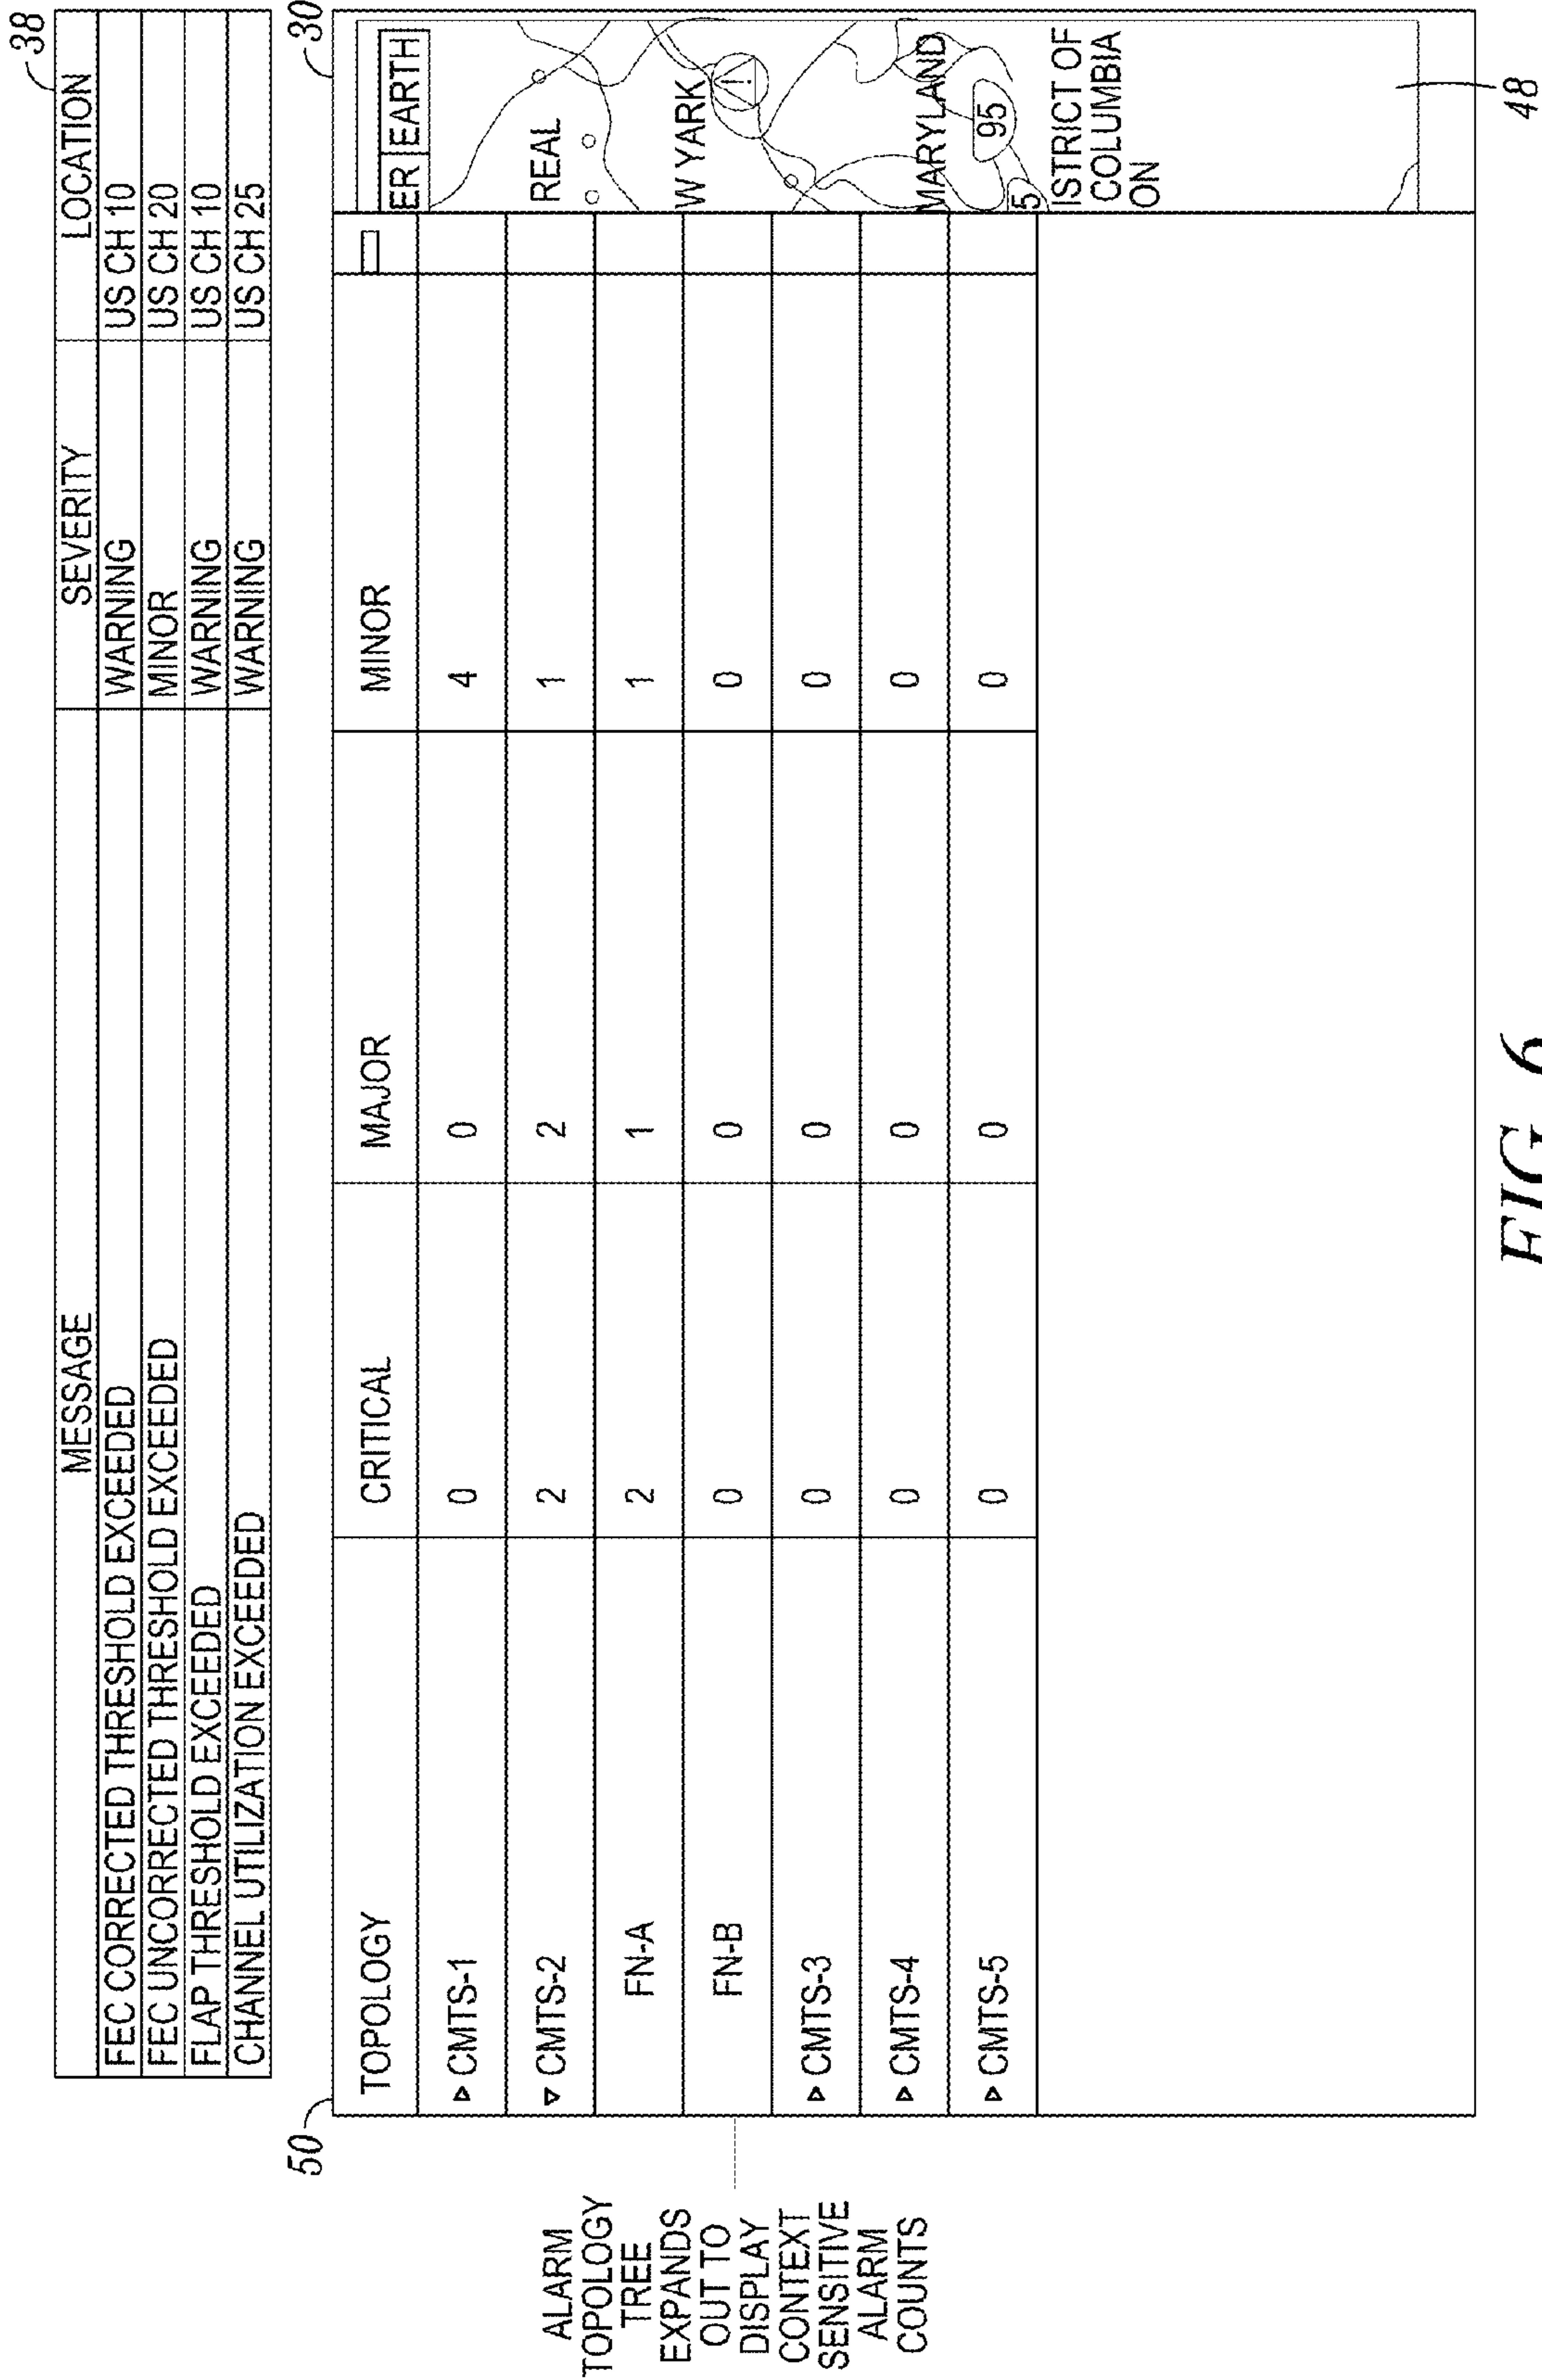 38
MESSAGE SEVERITY LOCATION
FEC CORRECTED THRESHOLD EXCEEDED WARNING US CH 10
FEC UNCORRECTED THRESHOLD EXCEEDED MINOR US CH 20
FLAP THRESHOLD EXCEEDED WARNING US CH 10
CHANNEL UTILIZATION EXCEEDED WARNING US CH 25
50
30
TOPOLOGY CRITICAL MAJOR MINOR
▹ CMTS-1 0 0 4
▿ CMTS-2 2 2 1
FN-A 2 1 1
FN-B 0 0 0
▹ CMTS-3 0 0 0
▹ CMTS-4 0 0 0
▹ CMTS-5 0 0 0
ER EARTH
REAL
W YARK
!
MARYLAND
95
5
ISTRICT OF
COLUMBIA
ON
48
ALARM
TOPOLOGY
TREE
EXPANDS
OUT TO
DISPLAY
CONTEXT
SENSITIVE
ALARM
COUNTS
FIG. 6